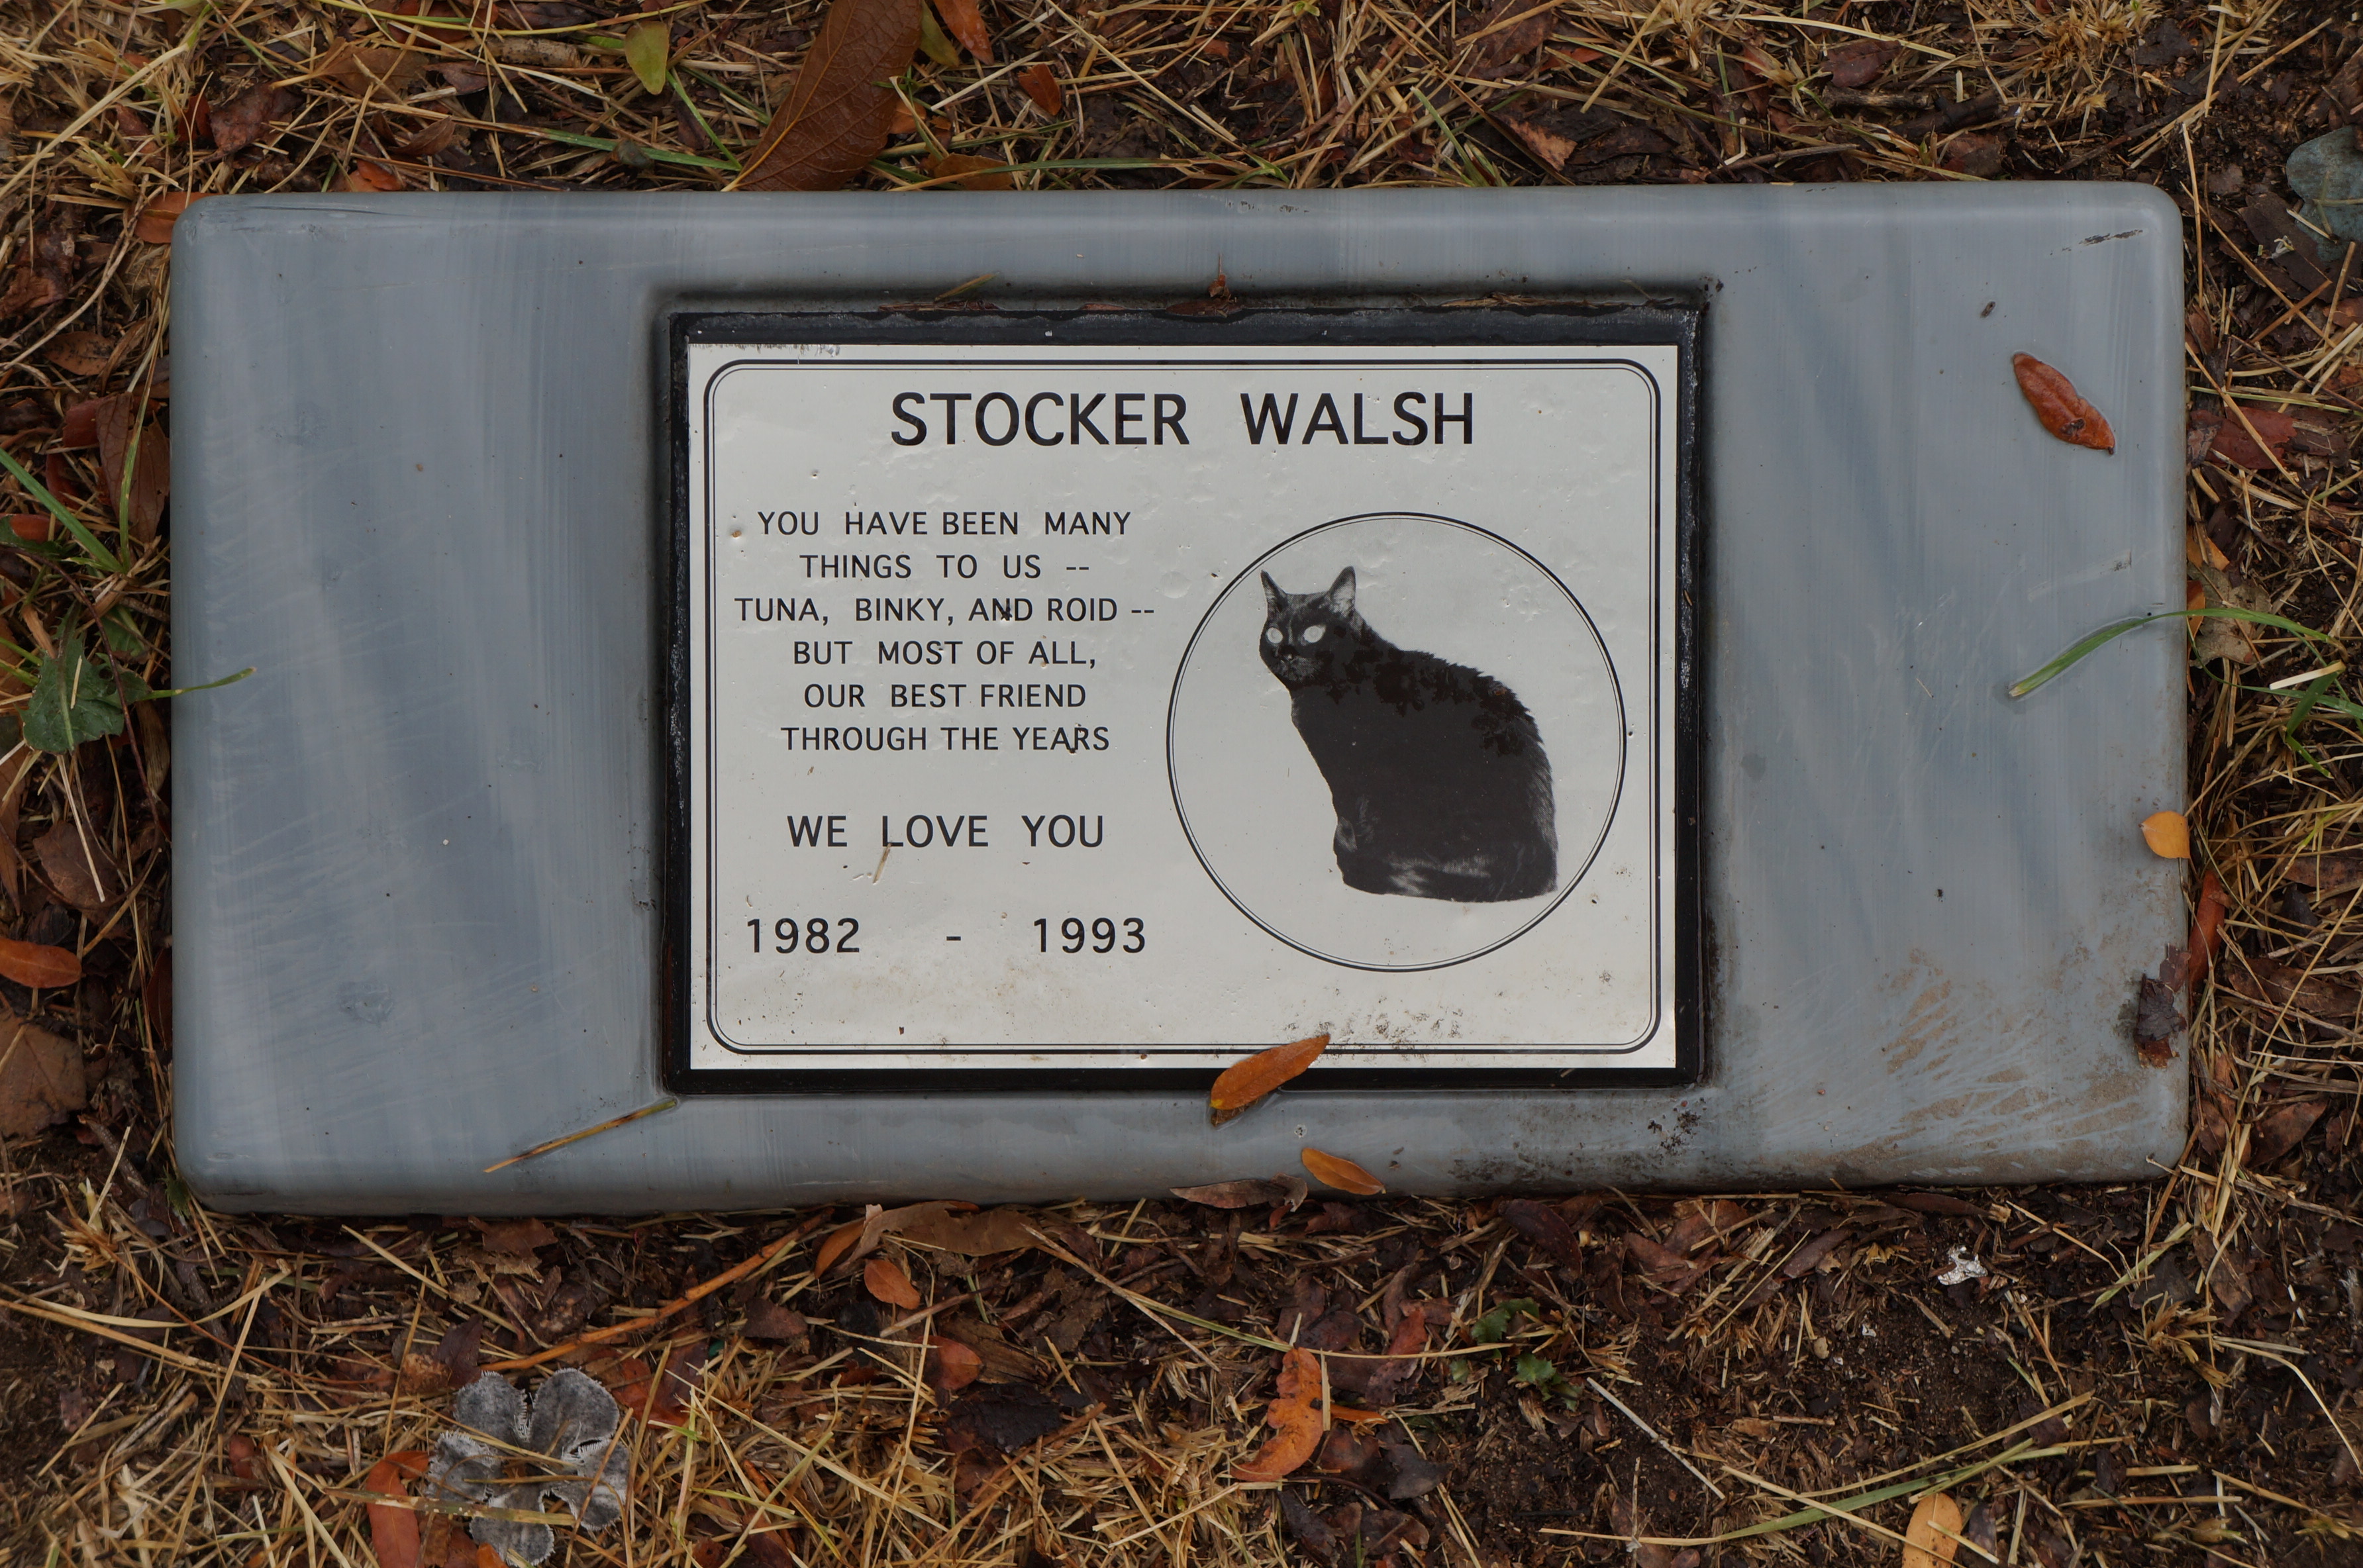 STOCKER WALSH
YOU HAVE BEEN MANY
THINGS TO US --
TUNA, BINKY, AND ROID --
BUT MOST OF ALL,
OUR BEST FRIEND
THROUGH THE YEARS
WE LOVE YOU
1982 - 1993